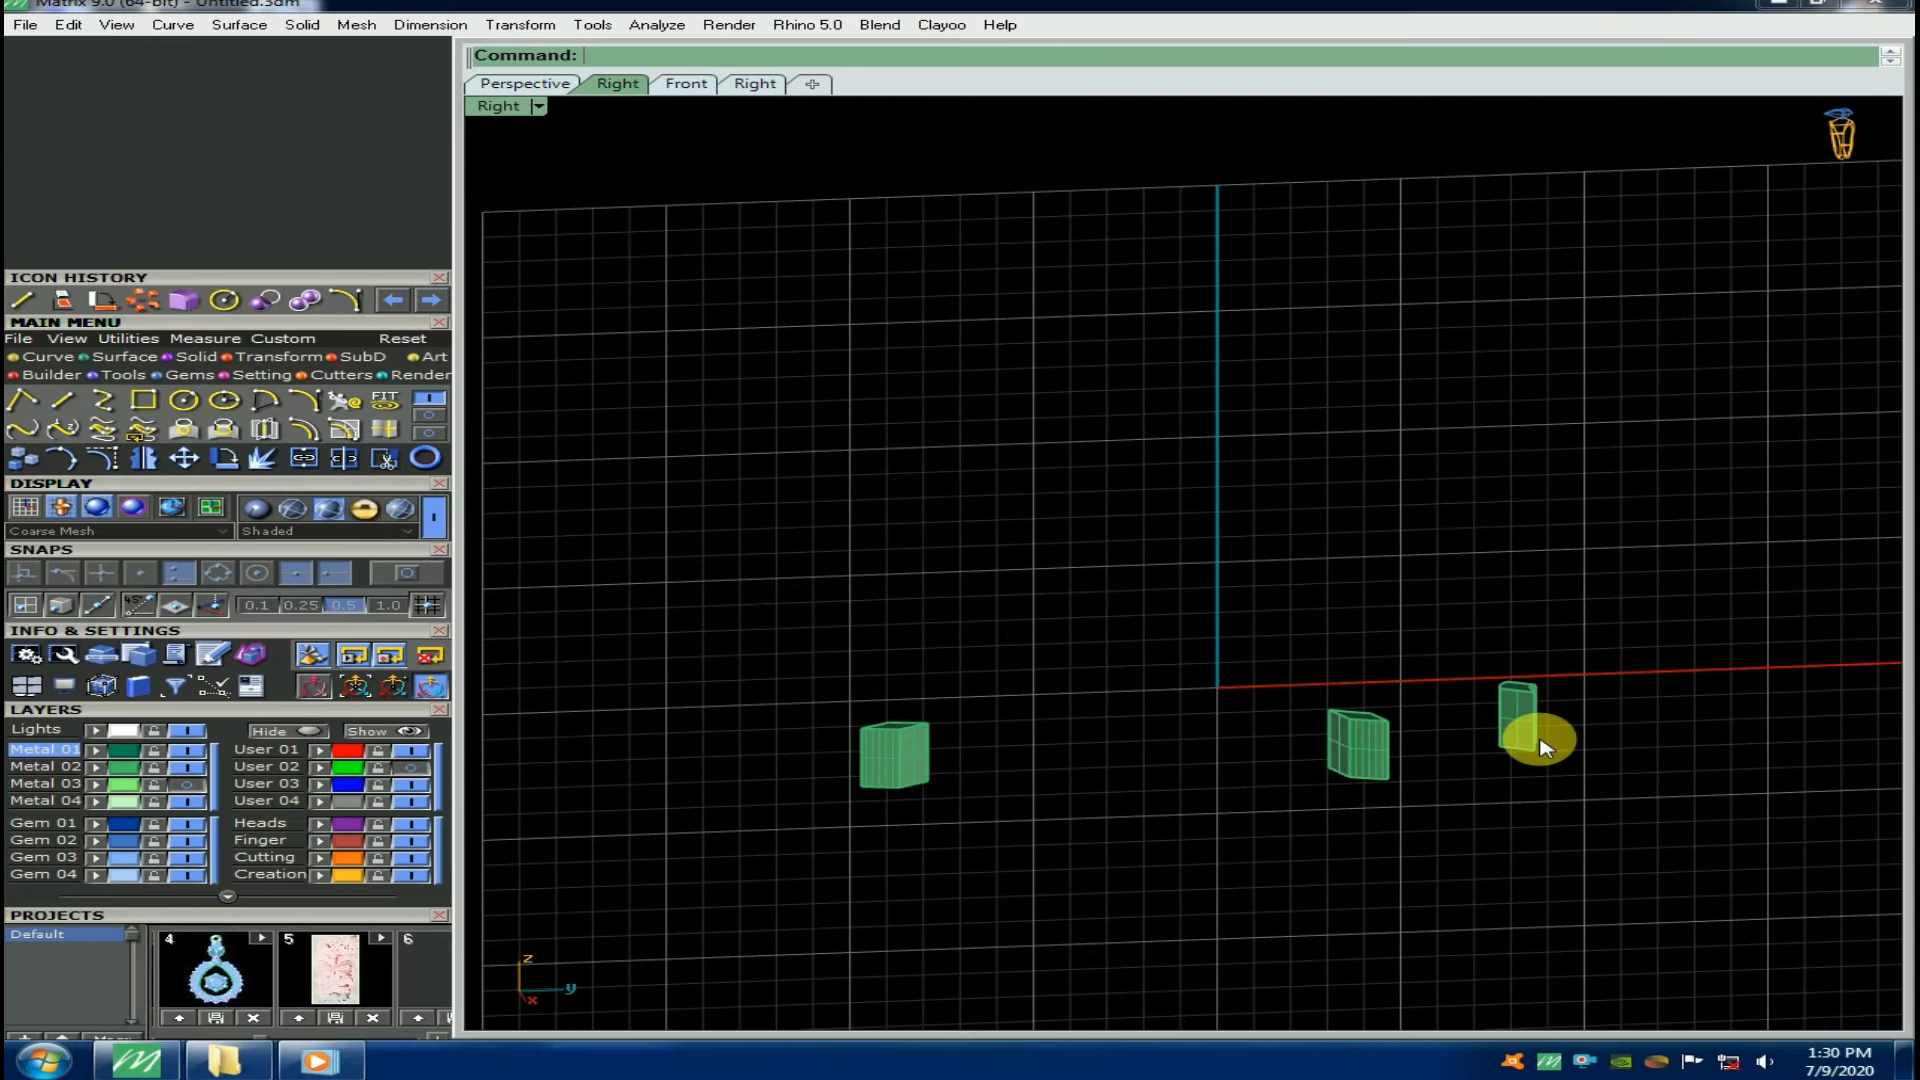 Matrix 9.0 (64-bit) - Untitled.3dm
File Edit View Curve Surface Solid Mesh Dimension Transform Tools Analyze Render Rhino 5.0 Blend Clayoo Help
Command:
Perspective Right Front Right
Right
ICON HISTORY
MAIN MENU
File View Utilities Measure Custom Reset
Curve Surface Solid Transform SubD Art
Builder Tools Gems Setting Cutters Render
FIT
DISPLAY
Coarse Mesh Shaded
SNAPS
45°
0.1 0.25 0.5 1.0
INFO & SETTINGS
LAYERS
Lights Hide Show
Metal 01 User 01
Metal 02 User 02
Metal 03 User 03
Metal 04 User 04
Gem 01 Heads
Gem 02 Finger
Gem 03 Cutting
Gem 04 Creation
PROJECTS
Default
4 5 6
z
y
x
1:30 PM
7/9/2020